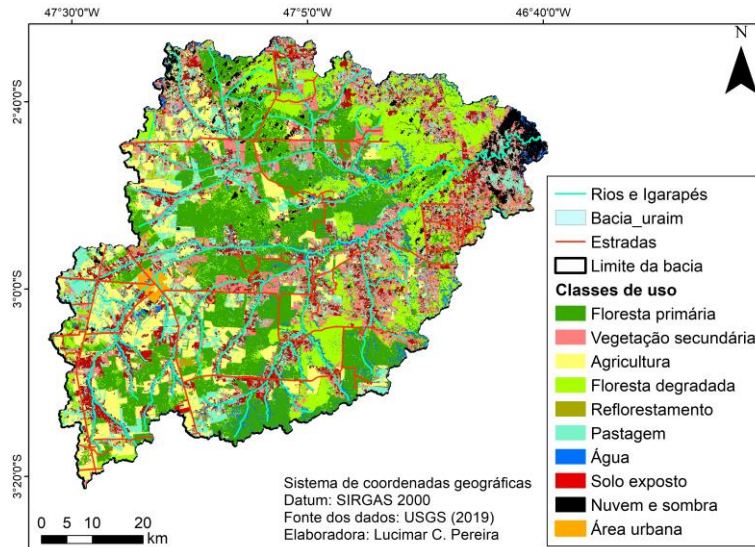 47°30'0"W
47°5'0"W
46°40'0"W
N
2°40'0"S
3°0'0"S
3°20'0"S
Rios e Igarapés
Bacia_uraim
Estradas
Limite da bacia
Classes de uso
Floresta primária
Vegetação secundária
Agricultura
Floresta degradada
Reflorestamento
Pastagem
Água
Solo exposto
Nuvem e sombra
Área urbana
Sistema de coordenadas geográficas
Datum: SIRGAS 2000
Fonte dos dados: USGS (2019)
Elaboradora: Lucimar C. Pereira
0 5 10 20
km